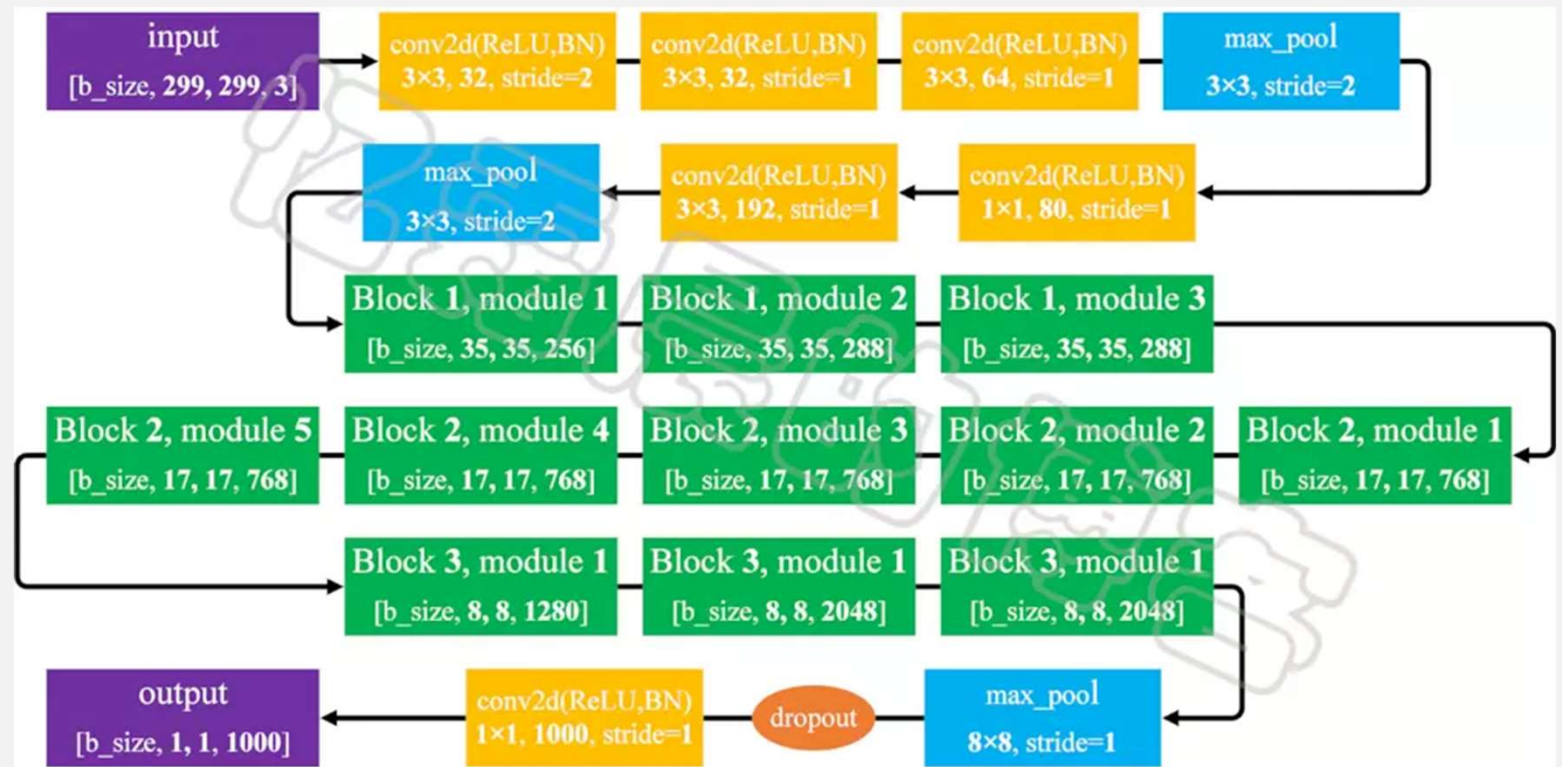 input
[b_size, 299, 299, 3]
conv2d(ReLU,BN)
3×3, 32, stride=2
conv2d(ReLU,BN)
3×3, 32, stride=1
conv2d(ReLU,BN)
3×3, 64, stride=1
max_pool
3×3, stride=2
conv2d(ReLU,BN)
1×1, 80, stride=1
conv2d(ReLU,BN)
3×3, 192, stride=1
max_pool
3×3, stride=2
Block 1, module 1
[b_size, 35, 35, 256]
Block 1, module 2
[b_size, 35, 35, 288]
Block 1, module 3
[b_size, 35, 35, 288]
Block 2, module 1
[b_size, 17, 17, 768]
Block 2, module 2
[b_size, 17, 17, 768]
Block 2, module 3
[b_size, 17, 17, 768]
Block 2, module 4
[b_size, 17, 17, 768]
Block 2, module 5
[b_size, 17, 17, 768]
Block 3, module 1
[b_size, 8, 8, 1280]
Block 3, module 1
[b_size, 8, 8, 2048]
Block 3, module 1
[b_size, 8, 8, 2048]
max_pool
8×8, stride=1
dropout
conv2d(ReLU,BN)
1×1, 1000, stride=1
output
[b_size, 1, 1, 1000]